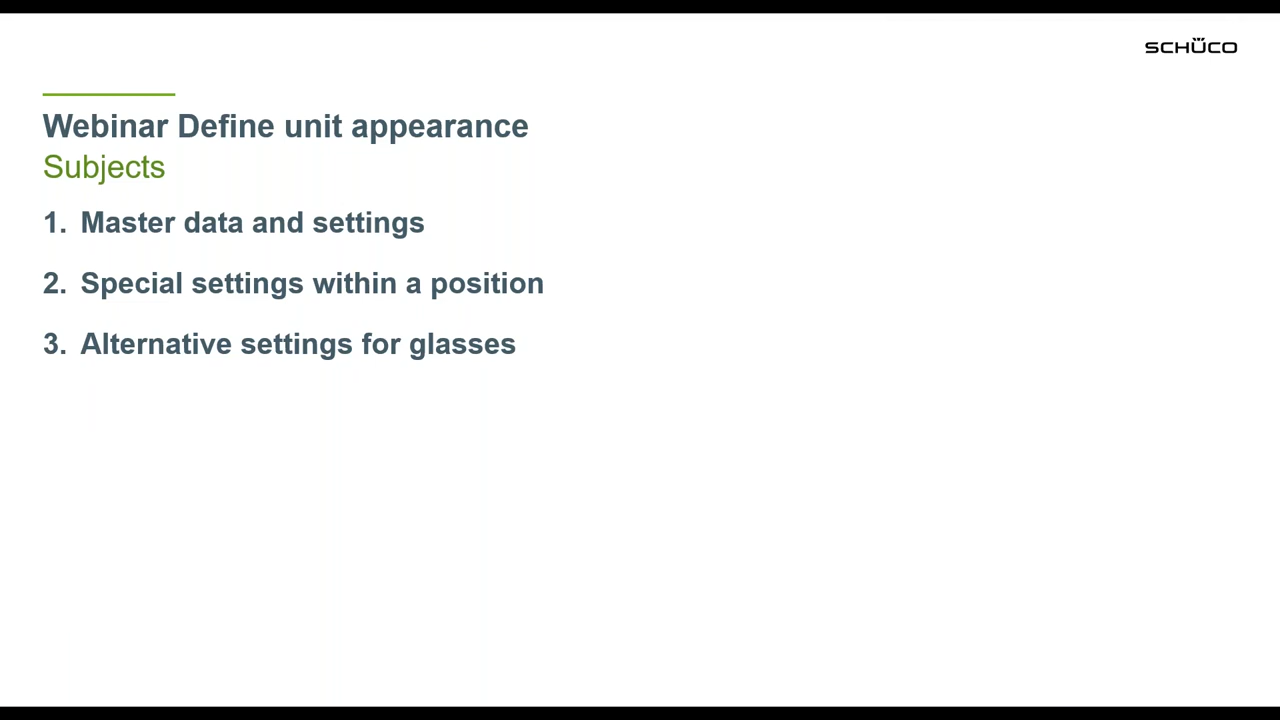 SCHÜCO
Webinar Define unit appearance
Subjects
1. Master data and settings
2. Special settings within a position
3. Alternative settings for glasses